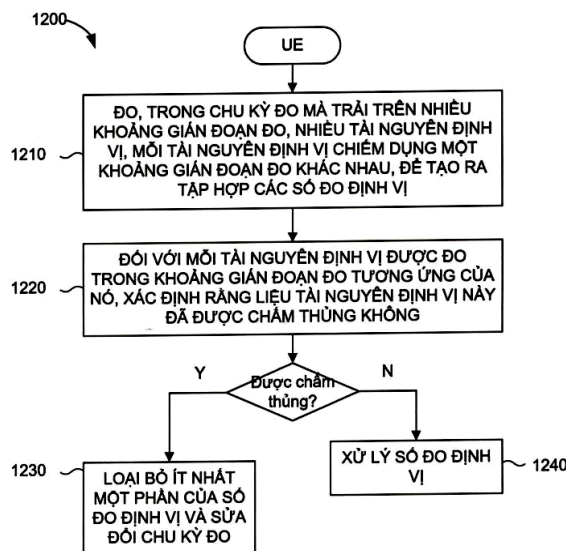 1200
UE
1210
ĐO, TRONG CHU KỲ ĐO MÀ TRẢI TRÊN NHIỀU
KHOẢNG GIÁN ĐOẠN ĐO, NHIỀU TÀI NGUYÊN ĐỊNH
VỊ, MỖI TÀI NGUYÊN ĐỊNH VỊ CHIẾM DỤNG MỘT
KHOẢNG GIÁN ĐOẠN ĐO KHÁC NHAU, ĐỂ TẠO RA
TẬP HỢP CÁC SỐ ĐO ĐỊNH VỊ
1220
ĐỐI VỚI MỖI TÀI NGUYÊN ĐỊNH VỊ ĐƯỢC ĐO
TRONG KHOẢNG GIÁN ĐOẠN ĐO TƯƠNG ỨNG CỦA
NÓ, XÁC ĐỊNH RẰNG LIỆU TÀI NGUYÊN ĐỊNH VỊ NÀY
ĐÃ ĐƯỢC CHẤM THỦNG KHÔNG
Y
Được chấm
thủng?
N
1230
LOẠI BỎ ÍT NHẤT
MỘT PHẦN CỦA SỐ
ĐO ĐỊNH VỊ VÀ SỬA
ĐỔI CHU KỲ ĐO
XỬ LÝ SỐ ĐO ĐỊNH
VỊ
1240